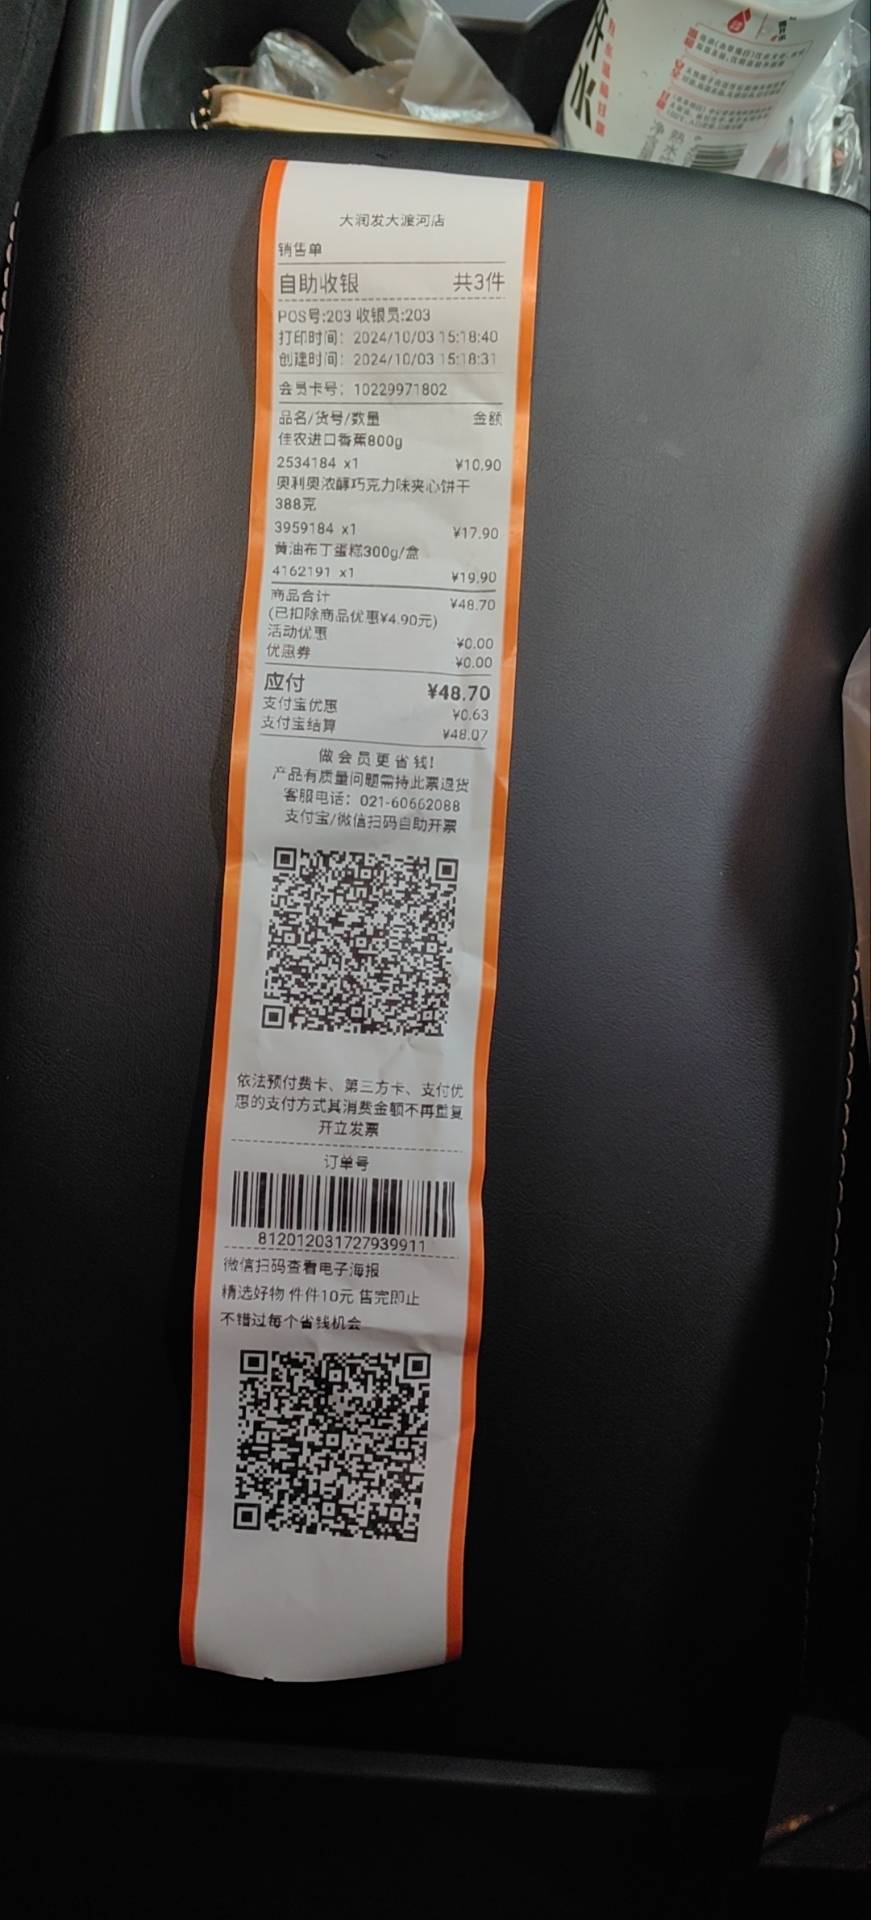 开水
大润发大渡河店
销售单
自助收银 共3件
POS号:203 收银员:203
打印时间: 2024/10/03 15:18:40
创建时间: 2024/10/03 15:18:31
会员卡号: 10229971802
品名/货号/数量 金额
佳农进口香蕉800g
2534184 x1 ¥10.90
奥利奥浓醇巧克力味夹心饼干
388克
3959184 x1 ¥17.90
黄油布丁蛋糕300g/盒
4162191 x1 ¥19.90
商品合计 ¥48.70
(已扣除商品优惠¥4.90元)
活动优惠 ¥0.00
优惠券 ¥0.00
应付 ¥48.70
支付宝优惠 ¥0.63
支付宝结算 ¥48.07
做会员更省钱!
产品有质量问题需持此票退货
客服电话: 021-60662088
支付宝/微信扫码自助开票
依法预付费卡、第三方卡、支付优
惠的支付方式其消费金额不再重复
开立发票
订单号
812012031727939911
微信扫码查看电子海报
精选好物 件件10元 售完即止
不错过每个省钱机会